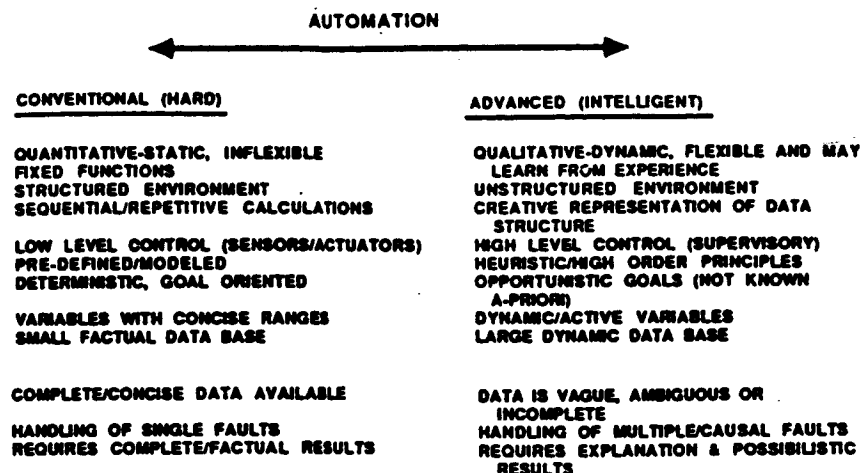 AUTOMATION
CONVENTIONAL (HARD)
QUANTITATIVE-STATIC, INFLEXIBLE
FIXED FUNCTIONS
STRUCTURED ENVIRONMENT
SEQUENTIAL/REPETITIVE CALCULATIONS
LOW LEVEL CONTROL (SENSORS/ACTUATORS)
PRE-DEFINED/MODELED
DETERMINISTIC, GOAL ORIENTED
VARIABLES WITH CONCISE RANGES
SMALL FACTUAL DATA BASE
COMPLETE/CONCISE DATA AVAILABLE
HANDLING OF SINGLE FAULTS
REQUIRES COMPLETE/FACTUAL RESULTS
ADVANCED (INTELLIGENT)
QUALITATIVE-DYNAMIC, FLEXIBLE AND MAY
LEARN FROM EXPERIENCE
UNSTRUCTURED ENVIRONMENT
CREATIVE REPRESENTATION OF DATA
STRUCTURE
HIGH LEVEL CONTROL (SUPERVISORY)
HEURISTIC/HIGH ORDER PRINCIPLES
OPPORTUNISTIC GOALS (NOT KNOWN
A-PRIORI)
DYNAMIC/ACTIVE VARIABLES
LARGE DYNAMIC DATA BASE
DATA IS VAGUE, AMBIGUOUS OR
INCOMPLETE
HANDLING OF MULTIPLE/CAUSAL FAULTS
REQUIRES EXPLANATION & POSSIBILISTIC
RESULTS